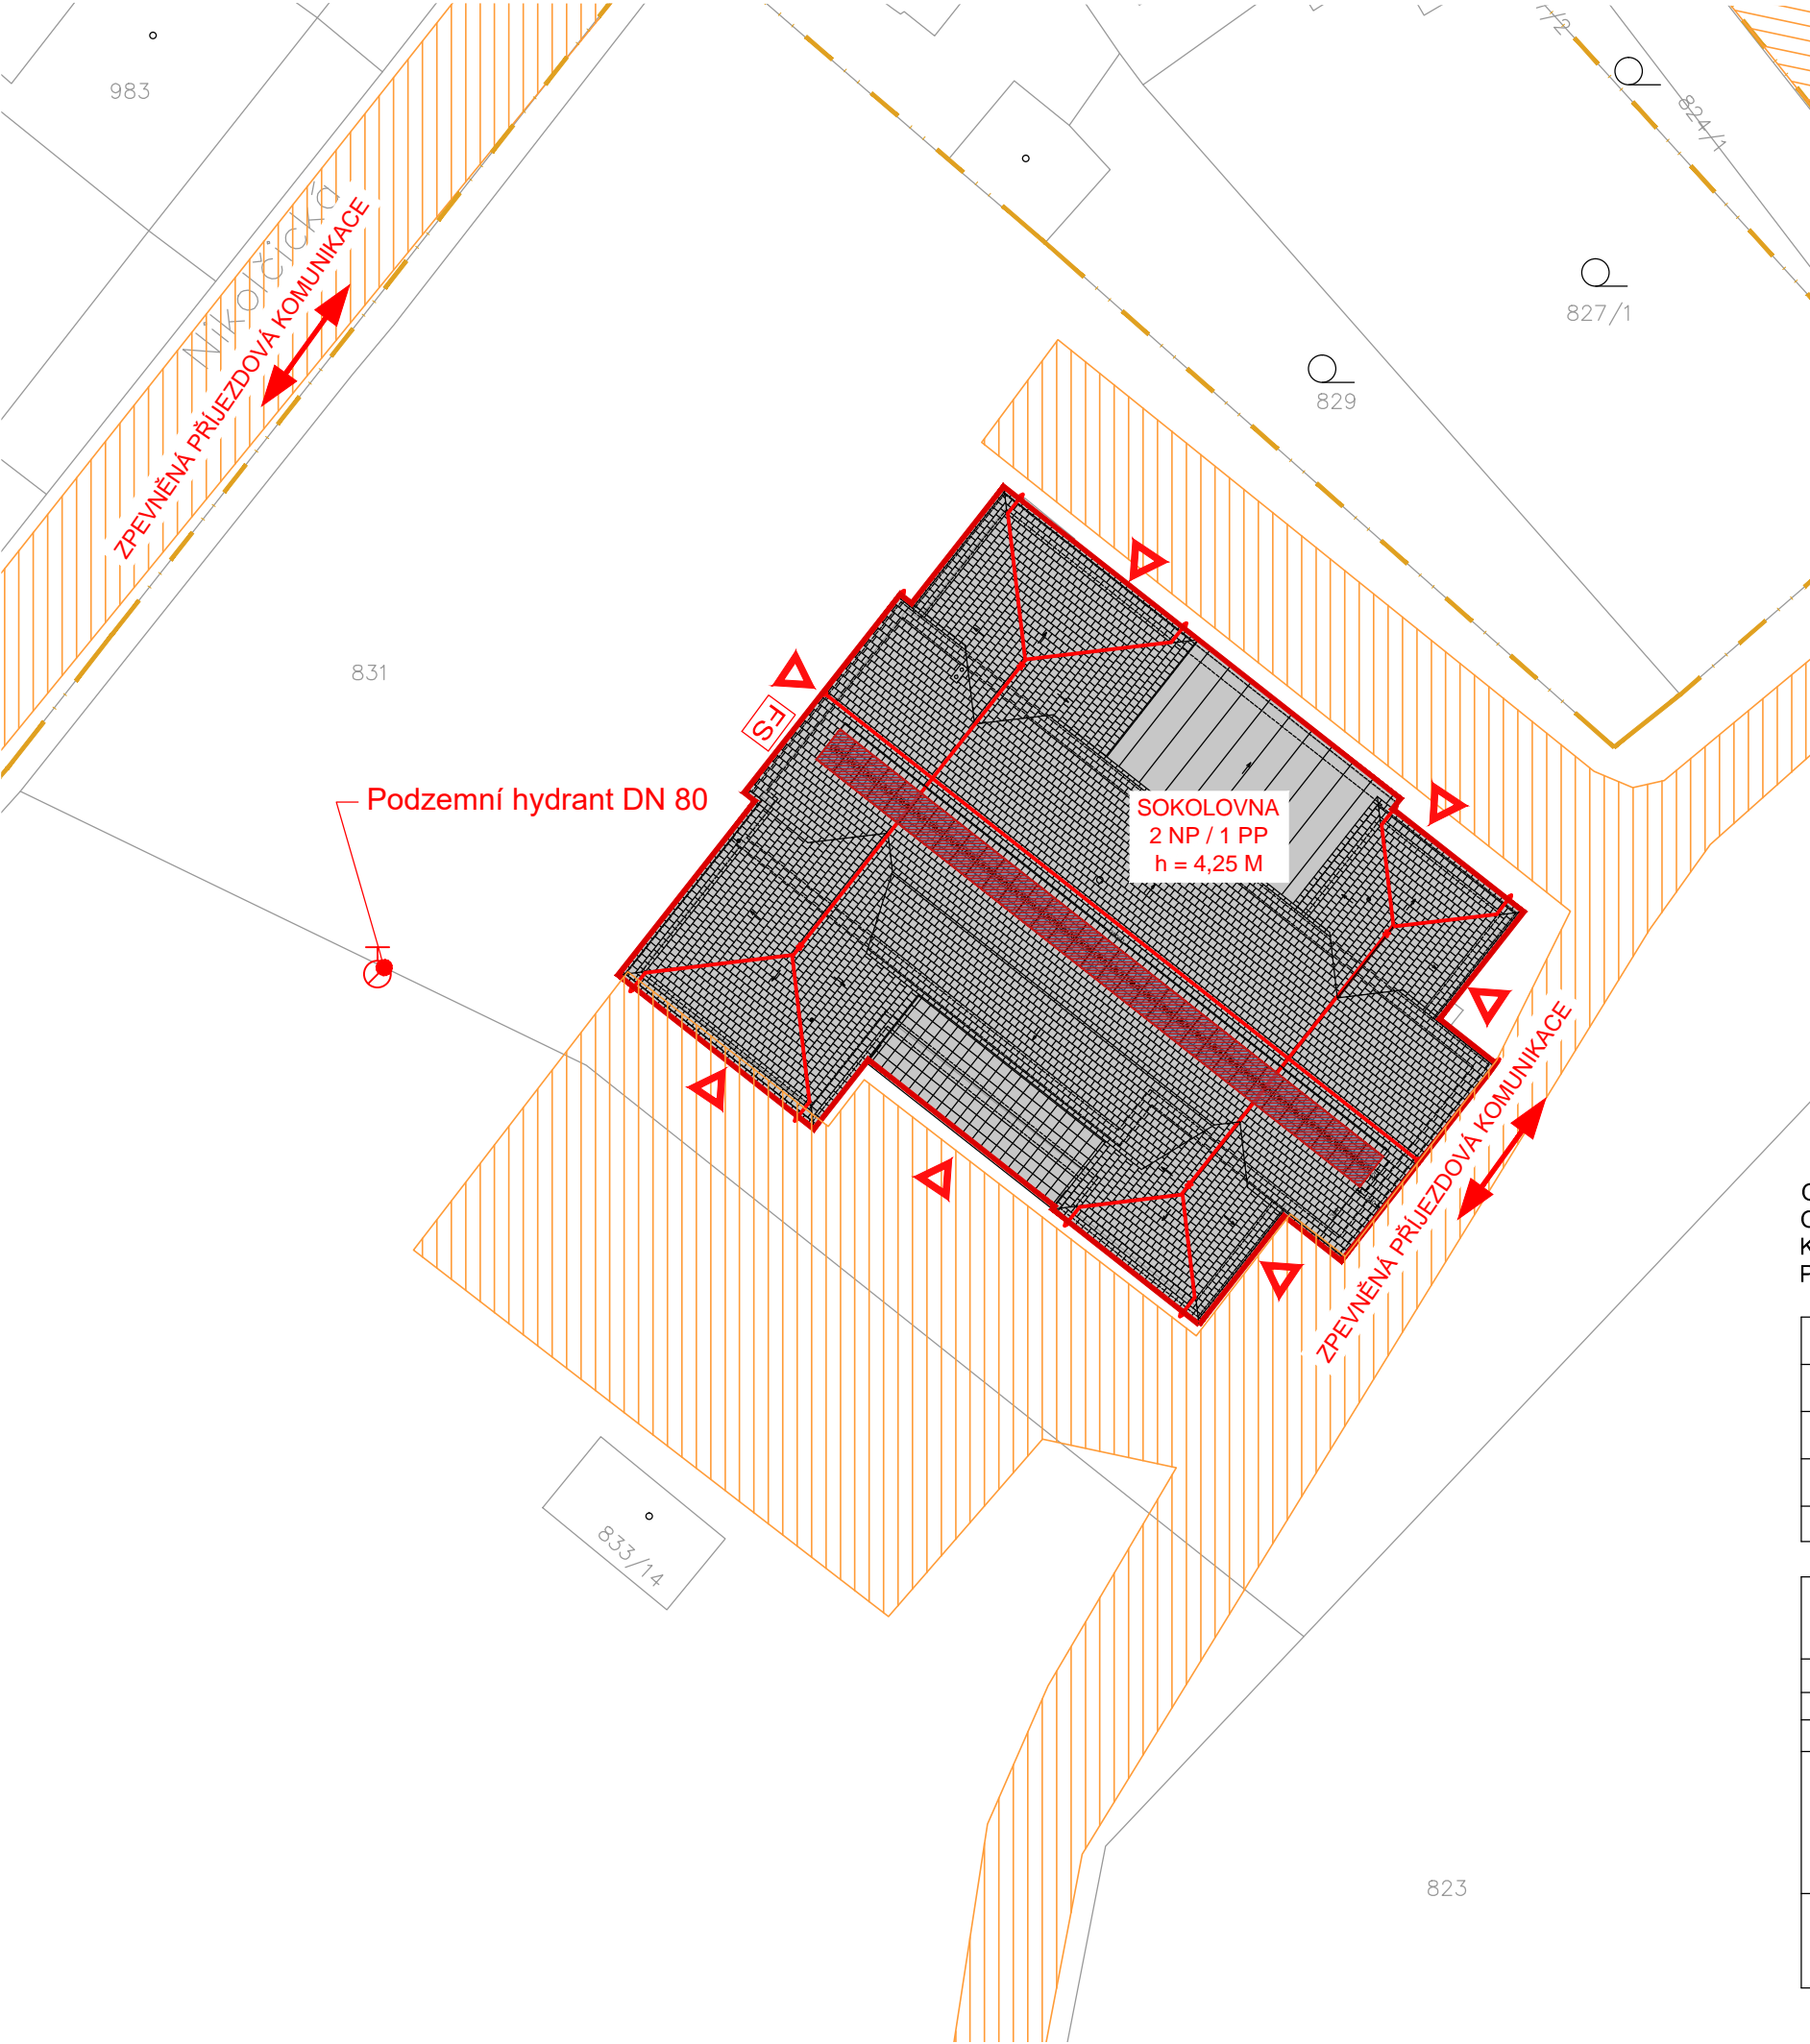 983
824/1
Nikolčická
ZPEVNĚNÁ PŘÍJEZDOVÁ KOMUNIKACE
827/1
829
831
FS
Podzemní hydrant DN 80
SOKOLOVNA
2 NP / 1 PP
h = 4,25 M
ZPEVNĚNÁ PŘÍJEZDOVÁ KOMUNIKACE
833/14
823